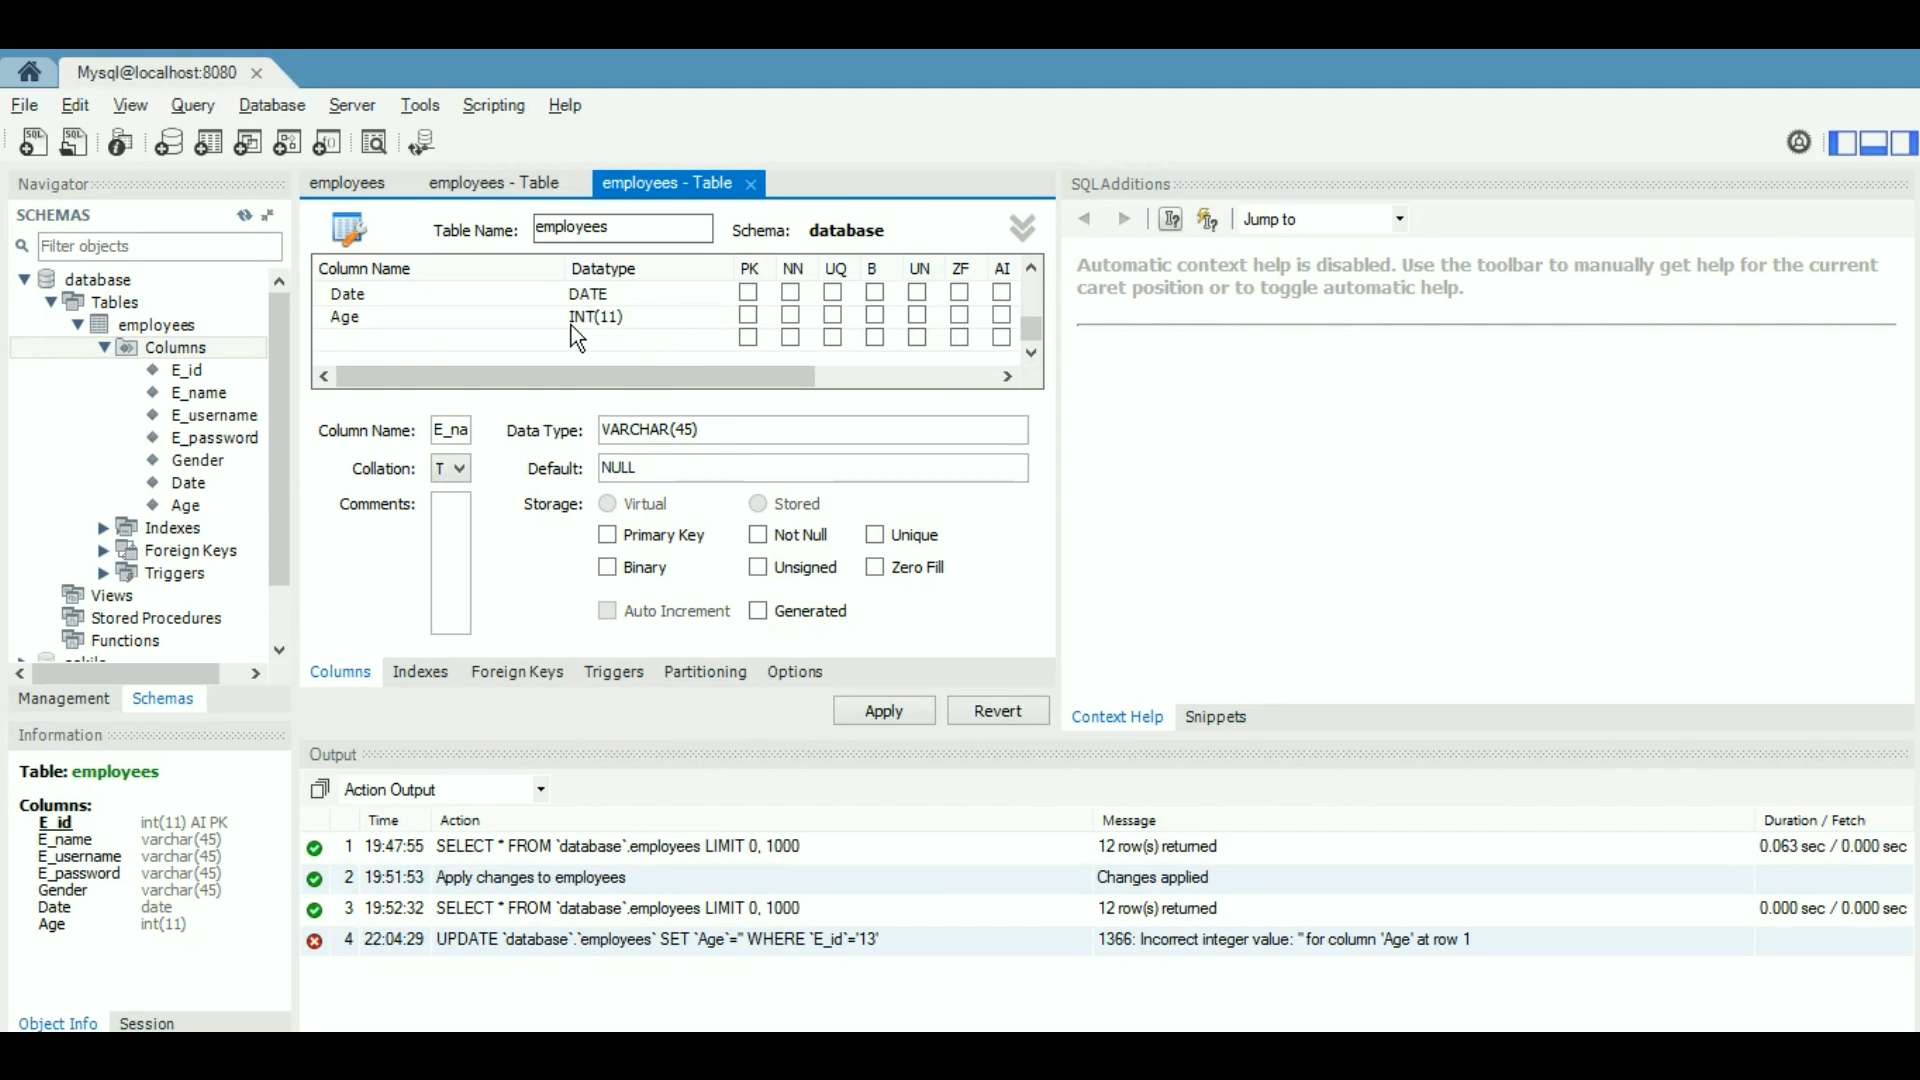 Mysql@localhost:8080
File Edit View Query Database Server Tools Scripting Help
Navigator
SCHEMAS
Filter objects
database
Tables
employees
Columns
E_id
E_name
E_username
E_password
Gender
Date
Age
Indexes
Foreign Keys
Triggers
Views
Stored Procedures
Functions
Management Schemas
Information
Table: employees
Columns:
E_id int(11) AI PK
E_name varchar(45)
E_username varchar(45)
E_password varchar(45)
Gender varchar(45)
Date date
Age int(11)
Object Info Session
employees employees - Table employees - Table
Table Name: employees Schema: database
Column Name Datatype PK NN UQ B UN ZF AI
Date DATE
Age INT(11)
Column Name: E_na Data Type: VARCHAR(45)
Collation: T Default: NULL
Comments: Storage: Virtual Stored
Primary Key Not Null Unique
Binary Unsigned Zero Fill
Auto Increment Generated
Columns Indexes Foreign Keys Triggers Partitioning Options
Apply Revert
SQLAdditions
Jump to
Automatic context help is disabled. Use the toolbar to manually get help for the current
caret position or to toggle automatic help.
Context Help Snippets
Output
Action Output
Time Action Message Duration / Fetch
1 19:47:55 SELECT * FROM `database`.employees LIMIT 0, 1000 12 row(s) returned 0.063 sec / 0.000 sec
2 19:51:53 Apply changes to employees Changes applied
3 19:52:32 SELECT * FROM `database`.employees LIMIT 0, 1000 12 row(s) returned 0.000 sec / 0.000 sec
4 22:04:29 UPDATE `database`.`employees` SET `Age`='' WHERE `E_id`='13' 1366: Incorrect integer value: '' for column 'Age' at row 1